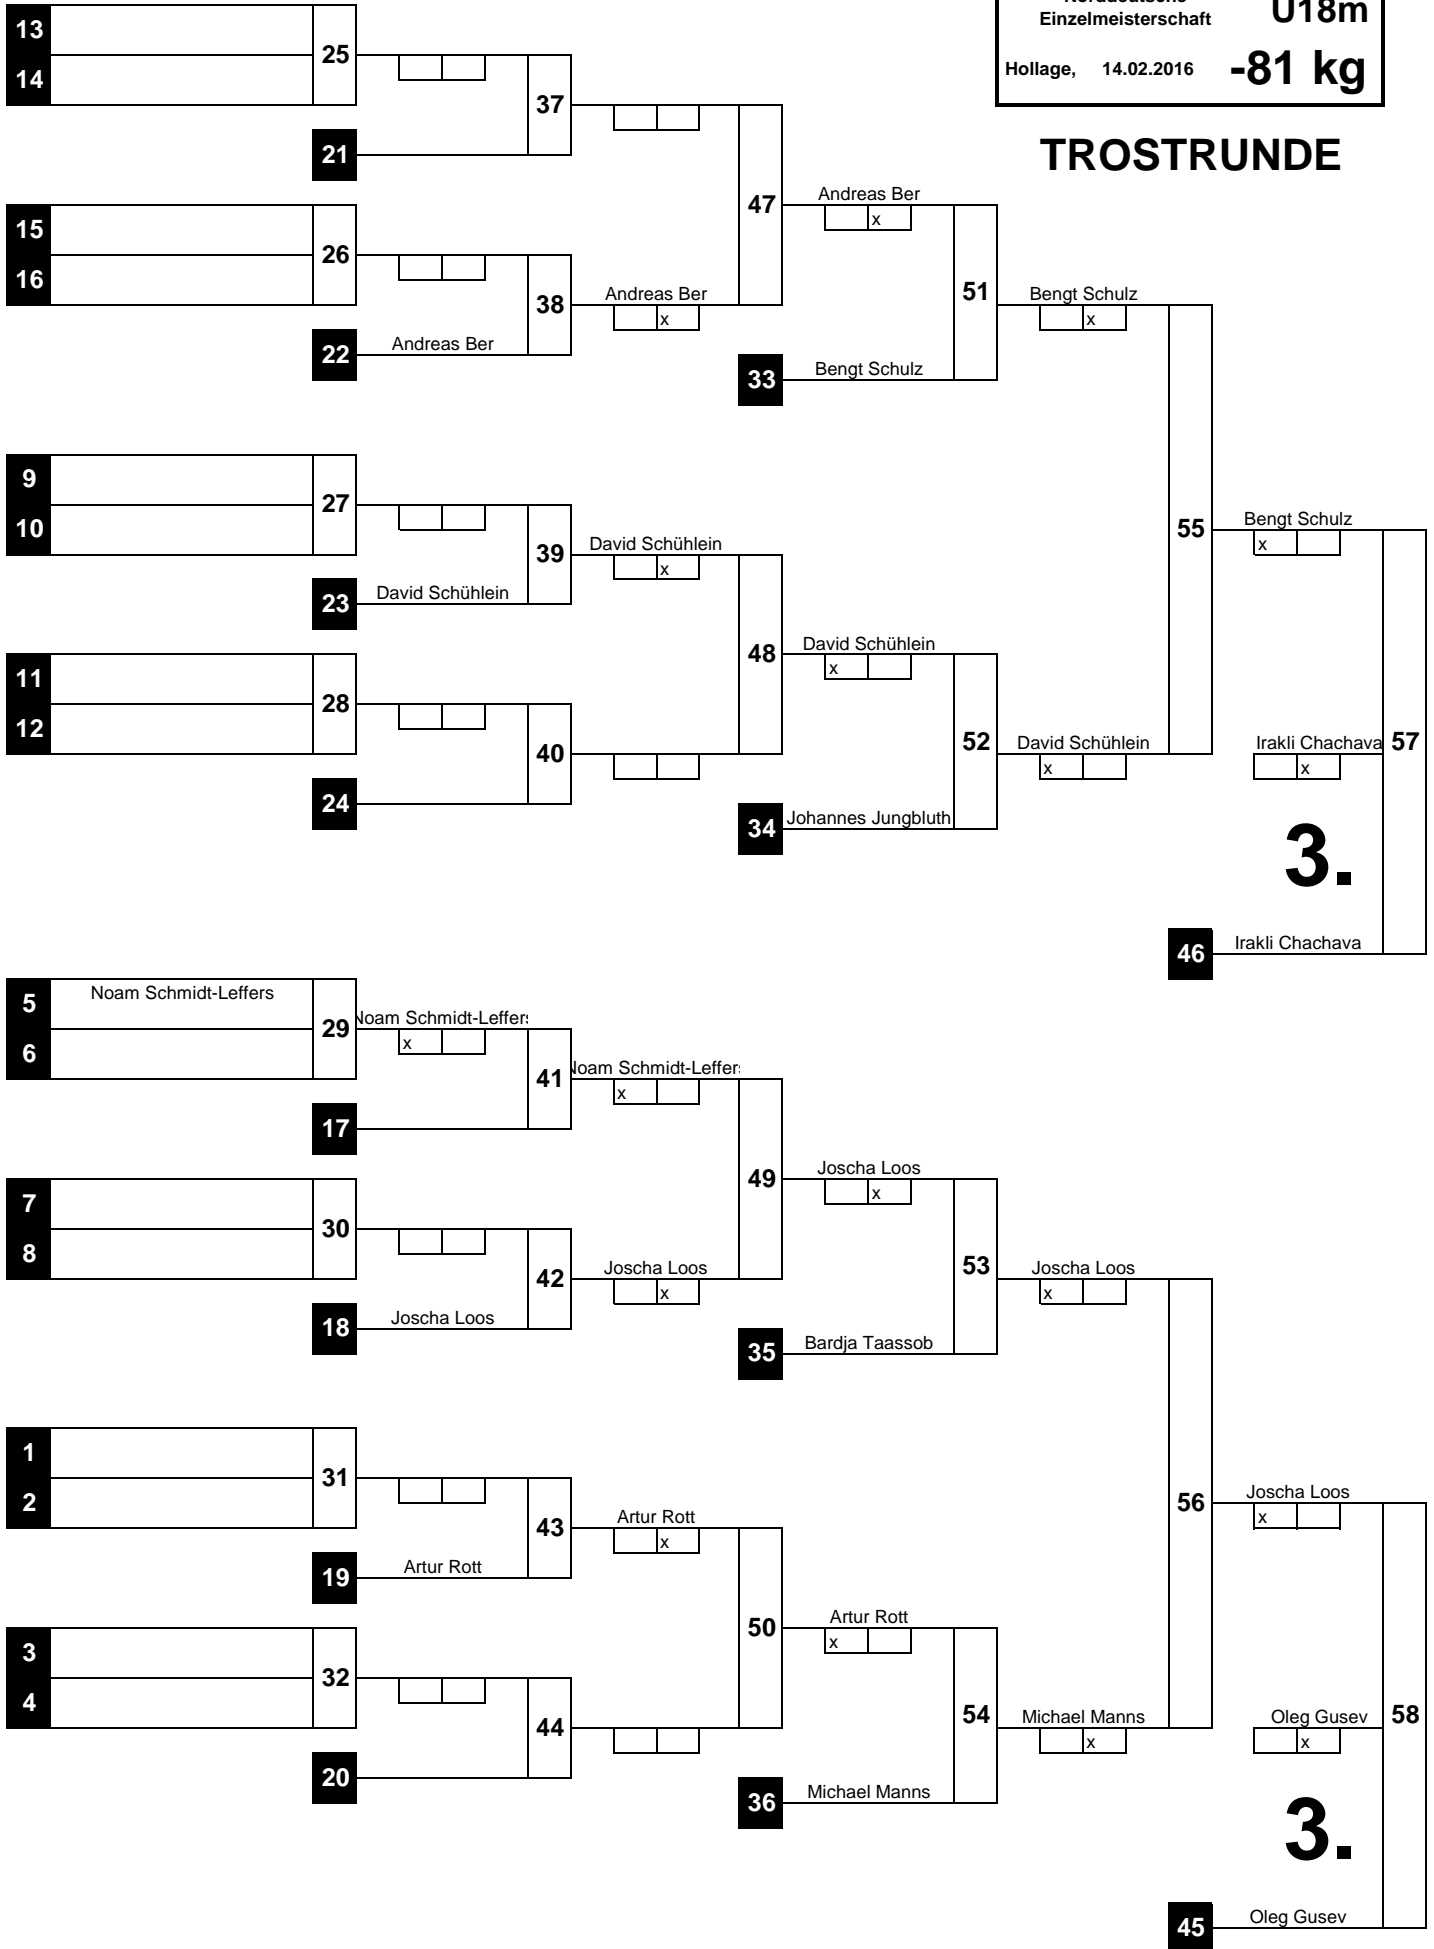 Norddeutsche
Einzelmeisterschaft
U18m
Hollage, 14.02.2016 -81 kg
TROSTRUNDE
13
14
25
21
37
15
16
26
22 Andreas Ber
38
Andreas Ber
x
47
Andreas Ber
x
33 Bengt Schulz
51
Bengt Schulz
x
9
10
27
23 David Schühlein
39
David Schühlein
x
11
12
28
24
40
48
David Schühlein
x
34 Johannes Jungbluth
52
David Schühlein
x
55
Bengt Schulz
x
Irakli Chachava
x
57
3.
46 Irakli Chachava
5 Noam Schmidt-Leffers
6
29
Noam Schmidt-Leffers
x
17
41
Noam Schmidt-Leffers
x
7
8
30
18 Joscha Loos
42
Joscha Loos
x
49
Joscha Loos
x
35 Bardja Taassob
53
Joscha Loos
x
1
2
31
19 Artur Rott
43
Artur Rott
x
3
4
32
20
44
50
Artur Rott
x
36 Michael Manns
54
Michael Manns
x
56
Joscha Loos
x
Oleg Gusev
x
58
3.
45 Oleg Gusev